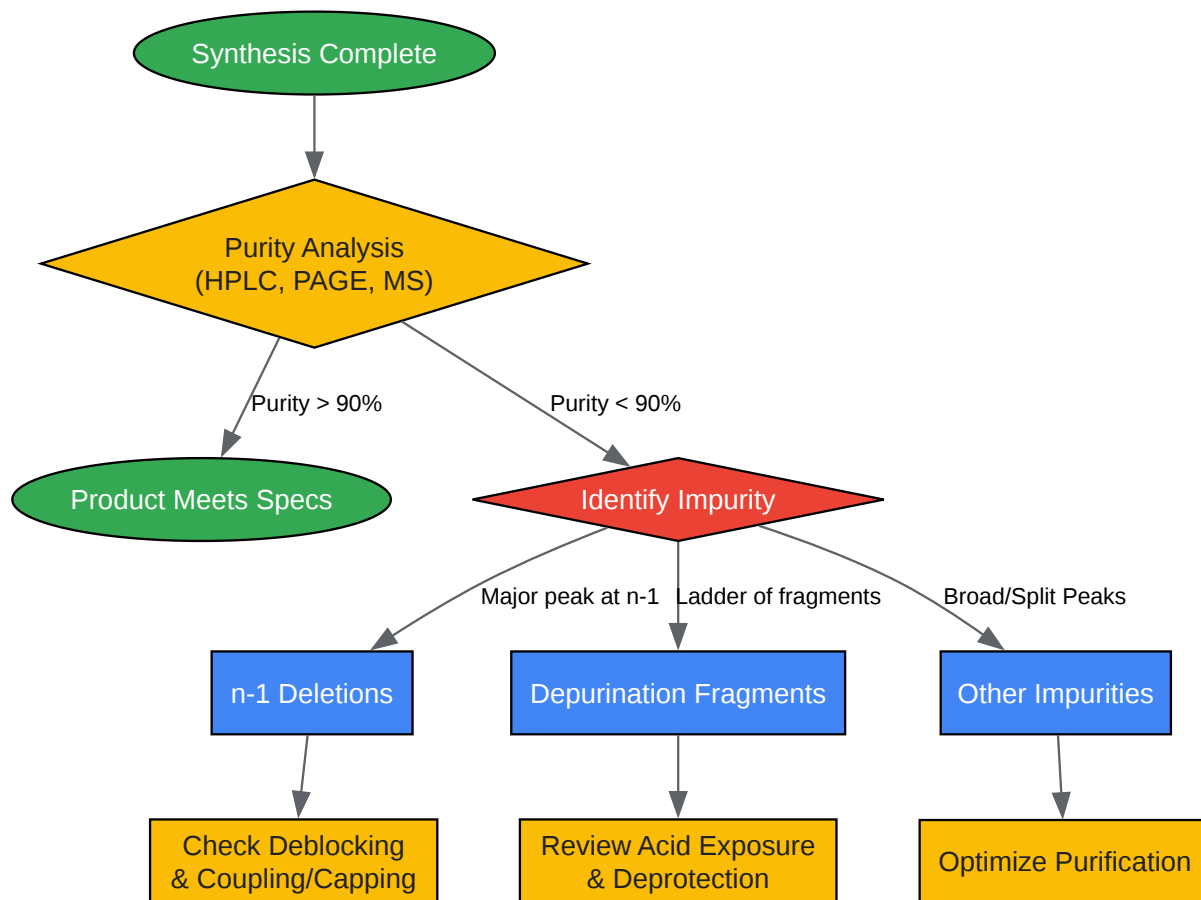 Synthesis Complete
Purity Analysis
(HPLC, PAGE, MS)
Purity > 90%
Purity < 90%
Product Meets Specs
Identify Impurity
Major peak at n-1
Ladder of fragments
Broad/Split Peaks
n-1 Deletions
Depurination Fragments
Other Impurities
Check Deblocking
& Coupling/Capping
Review Acid Exposure
& Deprotection
Optimize Purification